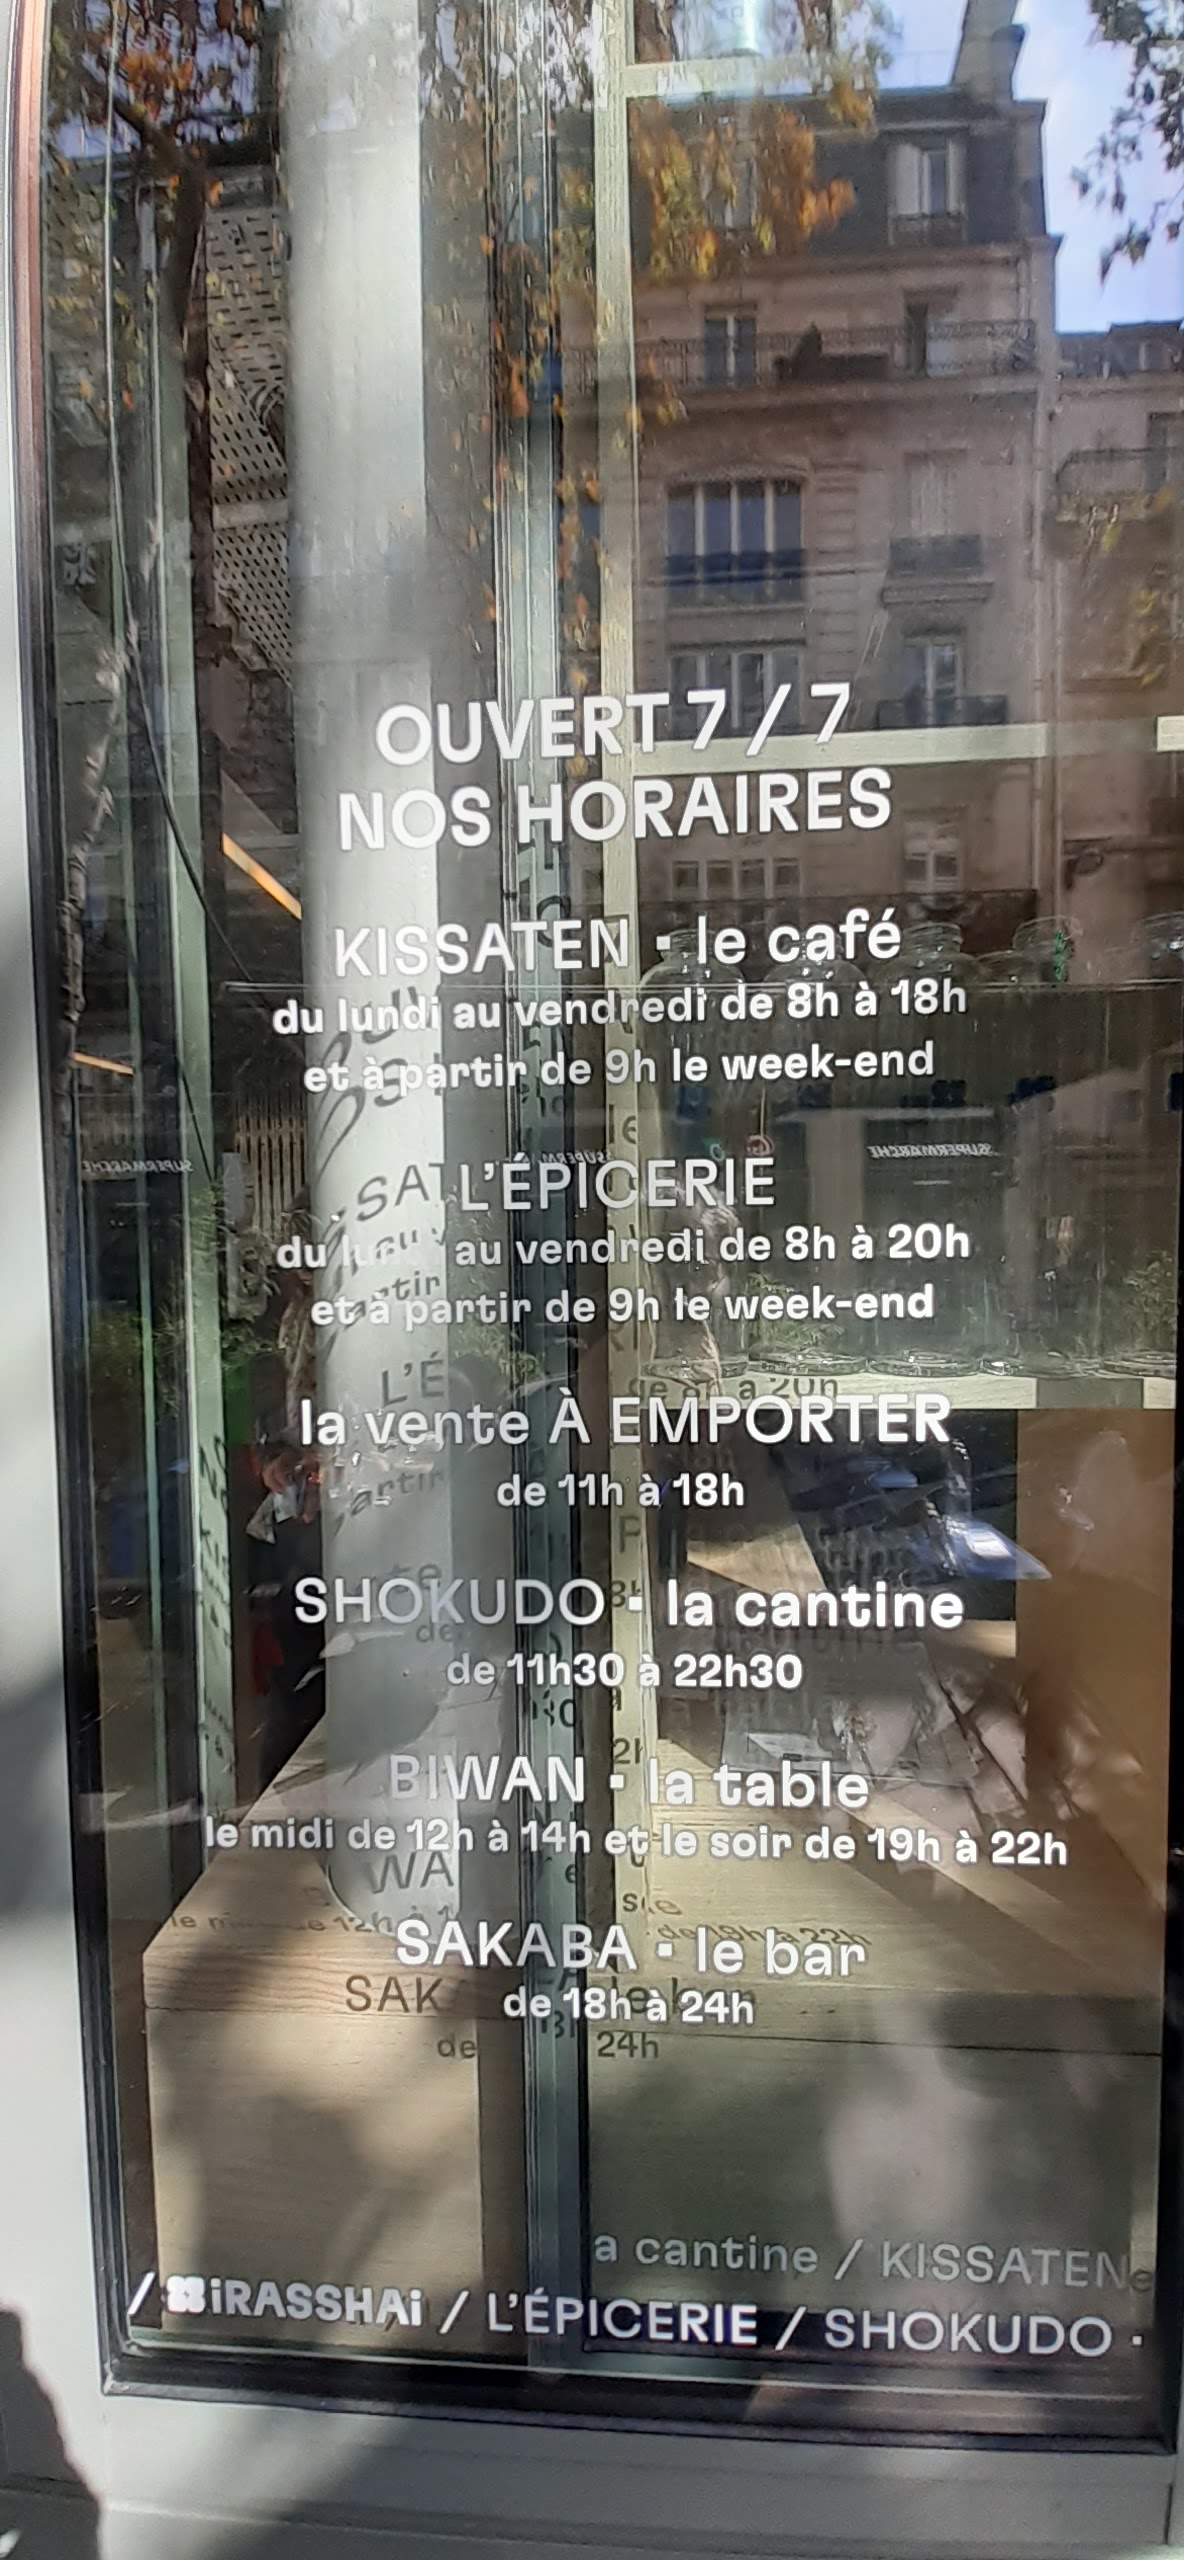 OUVERT 7 / 7
NOS HORAIRES
KISSATEN · le café
du lundi au vendredi de 8h à 18h
et à partir de 9h le week-end
SUPERMARCHE
SUPERMARCHE
L'ÉPICERIE
du lundi au vendredi de 8h à 20h
et à partir de 9h le week-end
la vente À EMPORTER
de 11h à 18h
SHOKUDO · la cantine
de 11h30 à 22h30
BIWAN · la table
le midi de 12h à 14h et le soir de 19h à 22h
SAKABA · le bar
de 18h à 24h
a cantine / KISSATEN
/ iRASSHAi / L'ÉPICERIE / SHOKUDO ·